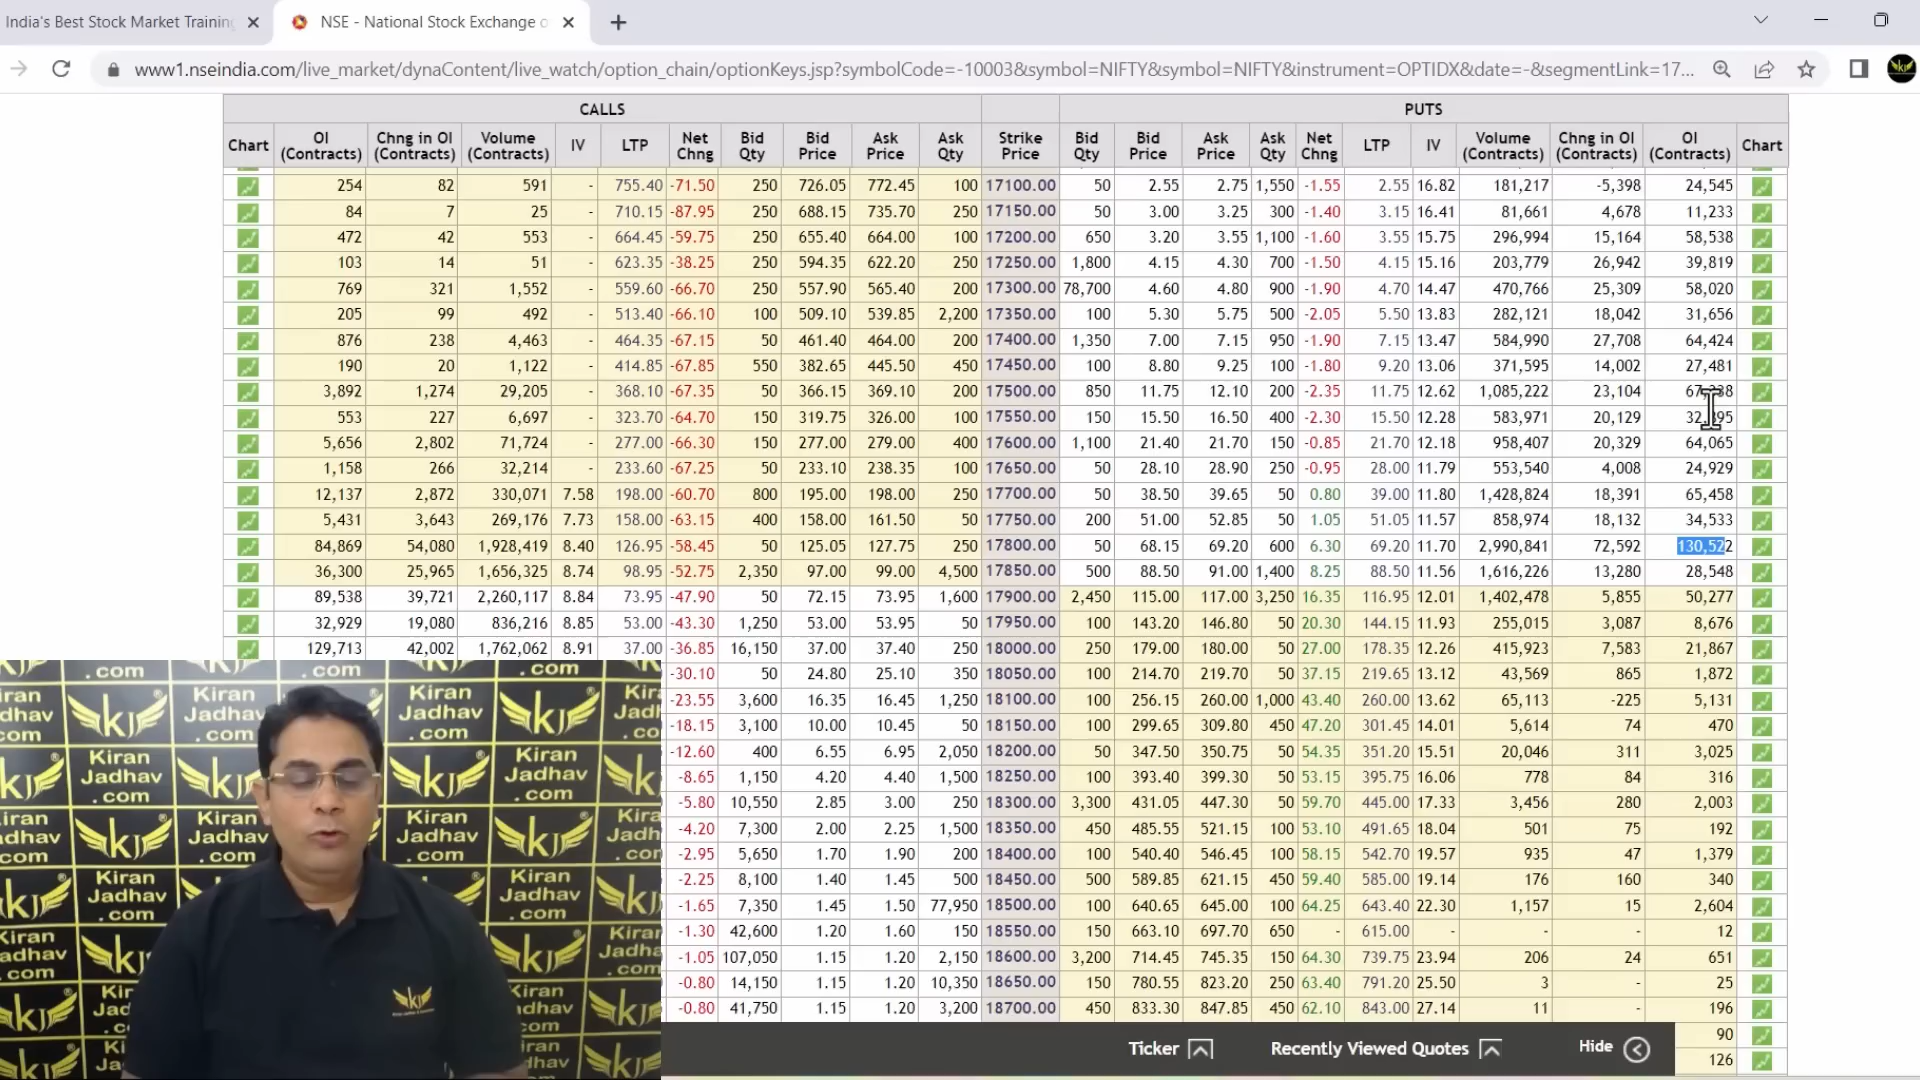 India's Best Stock Market Training
NSE - National Stock Exchange o
www1.nseindia.com/live_market/dynaContent/live_watch/option_chain/optionKeys.jsp?symbolCode=-10003&symbol=NIFTY&symbol=NIFTY&instrument=OPTIDX&date=-&segmentLink=17...
CALLS PUTS
Chart OI (Contracts) Chng in OI (Contracts) Volume (Contracts) IV LTP Net Chng Bid Qty Bid Price Ask Price Ask Qty Strike Price Bid Qty Bid Price Ask Price Ask Qty Net Chng LTP IV Volume (Contracts) Chng in OI (Contracts) OI (Contracts) Chart
254 82 591 - 755.40 -71.50 250 726.05 772.45 100 17100.00 50 2.55 2.75 1,550 -1.55 2.55 16.82 181,217 -5,398 24,545
84 7 25 - 710.15 -87.95 250 688.15 735.70 250 17150.00 50 3.00 3.25 300 -1.40 3.15 16.41 81,661 4,678 11,233
472 42 553 - 664.45 -59.75 250 655.40 664.00 100 17200.00 650 3.20 3.55 1,100 -1.60 3.55 15.75 296,994 15,164 58,538
103 14 51 - 623.35 -38.25 250 594.35 622.20 250 17250.00 1,800 4.15 4.30 700 -1.50 4.15 15.16 203,779 26,942 39,819
769 321 1,552 - 559.60 -66.70 250 557.90 565.40 200 17300.00 78,700 4.60 4.80 900 -1.90 4.70 14.47 470,766 25,309 58,020
205 99 492 - 513.40 -66.10 100 509.10 539.85 2,200 17350.00 100 5.30 5.75 500 -2.05 5.50 13.83 282,121 18,042 31,656
876 238 4,463 - 464.35 -67.15 50 461.40 464.00 200 17400.00 1,350 7.00 7.15 950 -1.90 7.15 13.47 584,990 27,708 64,424
190 20 1,122 - 414.85 -67.85 550 382.65 445.50 450 17450.00 100 8.80 9.25 100 -1.80 9.20 13.06 371,595 14,002 27,481
3,892 1,274 29,205 - 368.10 -67.35 50 366.15 369.10 200 17500.00 850 11.75 12.10 200 -2.35 11.75 12.62 1,085,222 23,104
553 227 6,697 - 323.70 -64.70 150 319.75 326.00 100 17550.00 150 15.50 16.50 400 -2.30 15.50 12.28 583,971 20,129
5,656 2,802 71,724 - 277.00 -66.30 150 277.00 279.00 400 17600.00 1,100 21.40 21.70 150 -0.85 21.70 12.18 958,407 20,329 64,065
1,158 266 32,214 - 233.60 -67.25 50 233.10 238.35 100 17650.00 50 28.10 28.90 250 -0.95 28.00 11.79 553,540 4,008 24,929
12,137 2,872 330,071 7.58 198.00 -60.70 800 195.00 198.00 250 17700.00 50 38.50 39.65 50 0.80 39.00 11.80 1,428,824 18,391 65,458
5,431 3,643 269,176 7.73 158.00 -63.15 400 158.00 161.50 50 17750.00 200 51.00 52.85 50 1.05 51.05 11.57 858,974 18,132 34,533
84,869 54,080 1,928,419 8.40 126.95 -58.45 50 125.05 127.75 250 17800.00 50 68.15 69.20 600 6.30 69.20 11.70 2,990,841 72,592 130,522
36,300 25,965 1,656,325 8.74 98.95 -52.75 2,350 97.00 99.00 4,500 17850.00 500 88.50 91.00 1,400 8.25 88.50 11.56 1,616,226 13,280 28,548
89,538 39,721 2,260,117 8.84 73.95 -47.90 50 72.15 73.95 1,600 17900.00 2,450 115.00 117.00 3,250 16.35 116.95 12.01 1,402,478 5,855 50,277
32,929 19,080 836,216 8.85 53.00 -43.30 1,250 53.00 53.95 50 17950.00 100 143.20 146.80 50 20.30 144.15 11.93 255,015 3,087 8,676
129,713 42,002 1,762,062 8.91 37.00 -36.85 16,150 37.00 37.40 250 18000.00 250 179.00 180.00 50 27.00 178.35 12.26 415,923 7,583 21,867
-30.10 50 24.80 25.10 350 18050.00 100 214.70 219.70 50 37.15 219.65 13.12 43,569 865 1,872
-23.55 3,600 16.35 16.45 1,250 18100.00 100 256.15 260.00 1,000 43.40 260.00 13.62 65,113 -225 5,131
-18.15 3,100 10.00 10.45 50 18150.00 100 299.65 309.80 450 47.20 301.45 14.01 5,614 74 470
-12.60 400 6.55 6.95 2,050 18200.00 50 347.50 350.75 50 54.35 351.20 15.51 20,046 311 3,025
-8.65 1,150 4.20 4.40 1,500 18250.00 100 393.40 399.30 50 53.15 395.75 16.06 778 84 316
-5.80 10,550 2.85 3.00 250 18300.00 3,300 431.05 447.30 50 59.70 445.00 17.33 3,456 280 2,003
-4.20 7,300 2.00 2.25 1,500 18350.00 450 485.55 521.15 100 53.10 491.65 18.04 501 75 192
-2.95 5,650 1.70 1.90 200 18400.00 100 540.40 546.45 100 58.15 542.70 19.57 935 47 1,379
-2.25 8,100 1.40 1.45 500 18450.00 500 589.85 621.15 450 59.40 585.00 19.14 176 160 340
-1.65 7,350 1.45 1.50 77,950 18500.00 100 640.65 645.00 100 64.25 643.40 22.30 1,157 15 2,604
-1.30 42,600 1.20 1.60 150 18550.00 150 663.10 697.70 650 - 615.00 - - - 12
-1.05 107,050 1.15 1.20 2,150 18600.00 3,200 714.45 745.35 150 64.30 739.75 23.94 206 24 651
-0.80 14,150 1.15 1.20 10,350 18650.00 150 780.55 823.20 250 63.40 791.20 25.50 3 - 25
-0.80 41,750 1.15 1.20 3,200 18700.00 450 833.30 847.85 450 62.10 843.00 27.14 11 - 196
90
126
Ticker Recently Viewed Quotes Hide
Kiran Jadhav .com